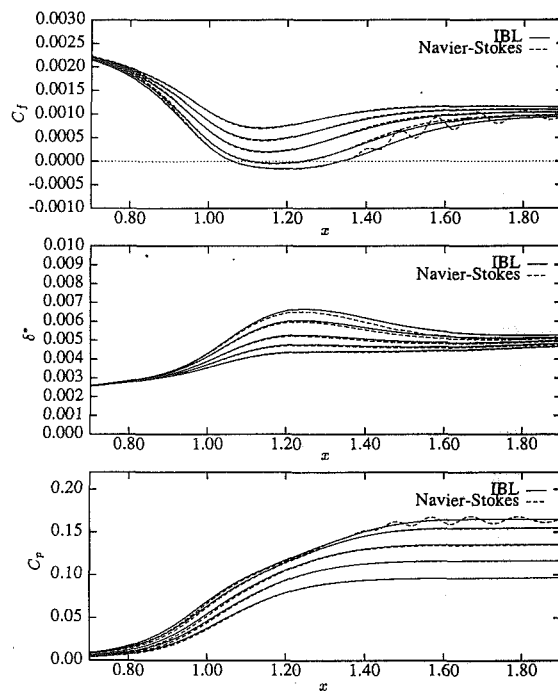 0.0030
0.0025
0.0020
0.0015
0.0010
0.0005
0.0000
-0.0005
-0.0010
C_f
IBL
Navier-Stokes
0.80 1.00 1.20 1.40 1.60 1.80
x
0.010
0.009
0.008
0.007
0.006
0.005
0.004
0.003
0.002
0.001
0.000
δ*
IBL
Navier-Stokes
0.80 1.00 1.20 1.40 1.60 1.80
x
0.20
0.15
0.10
0.05
0.00
C_p
IBL
Navier-Stokes
0.80 1.00 1.20 1.40 1.60 1.80
x